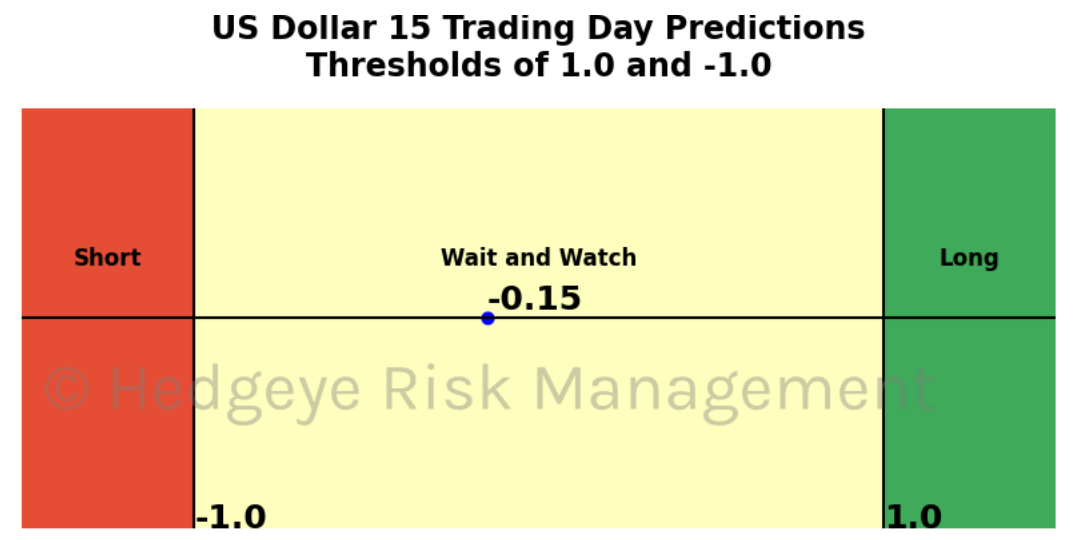 US Dollar 15 Trading Day Predictions
Thresholds of 1.0 and -1.0
Short
Wait and Watch
Long
-0.15
© Hedgeye Risk Management
-1.0
1.0